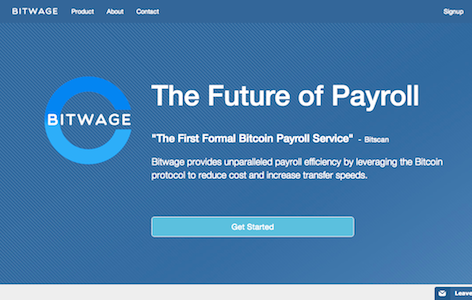 BITWAGE Product About Contact Signup
The Future of Payroll
BITWAGE
"The First Formal Bitcoin Payroll Service" - Bitscan
Bitwage provides unparalleled payroll efficiency by leveraging the Bitcoin
protocol to reduce cost and increase transfer speeds.
Get Started
Leave